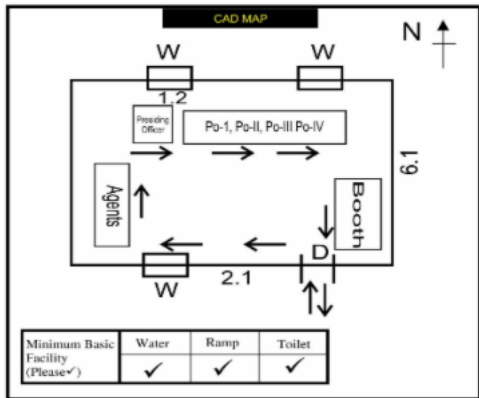 CAD MAP
N
W
W
1.2
Presiding
Officer
Po-1, Po-II, Po-III Po-IV
6.1
Agents
Booth
D
W
2.1
Minimum Basic
Facility
(Please✓)
Water
Ramp
Toilet
✓
✓
✓